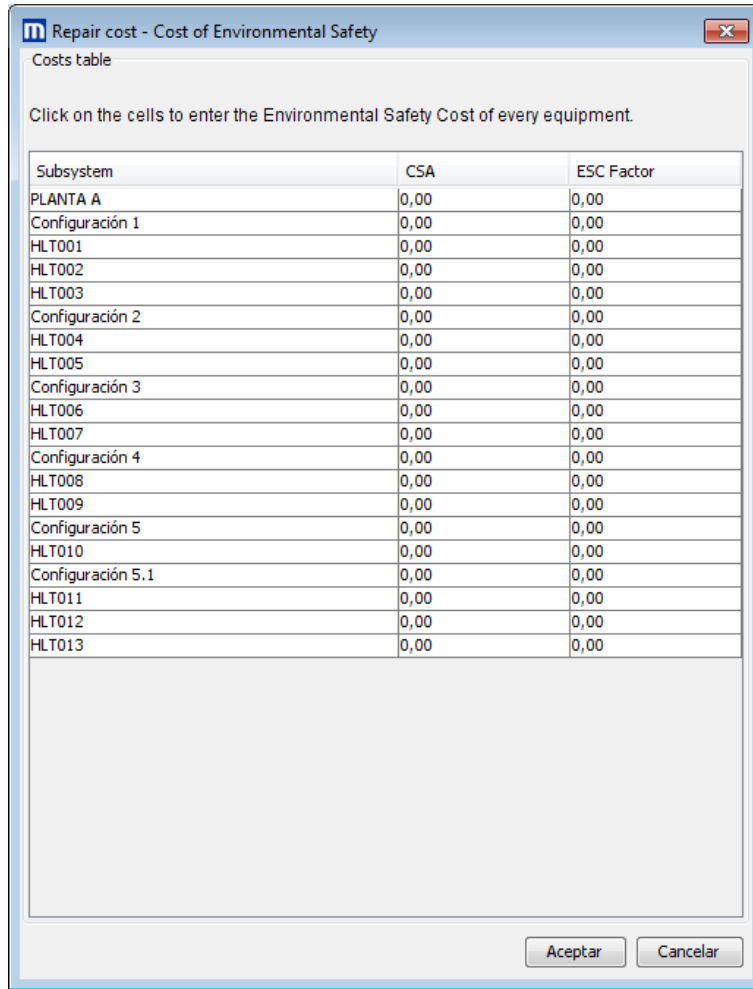 m Repair cost - Cost of Environmental Safety
Costs table
Click on the cells to enter the Environmental Safety Cost of every equipment.
Subsystem CSA ESC Factor
PLANTA A 0,00 0,00
Configuración 1 0,00 0,00
HLT001 0,00 0,00
HLT002 0,00 0,00
HLT003 0,00 0,00
Configuración 2 0,00 0,00
HLT004 0,00 0,00
HLT005 0,00 0,00
Configuración 3 0,00 0,00
HLT006 0,00 0,00
HLT007 0,00 0,00
Configuración 4 0,00 0,00
HLT008 0,00 0,00
HLT009 0,00 0,00
Configuración 5 0,00 0,00
HLT010 0,00 0,00
Configuración 5.1 0,00 0,00
HLT011 0,00 0,00
HLT012 0,00 0,00
HLT013 0,00 0,00
Aceptar Cancelar